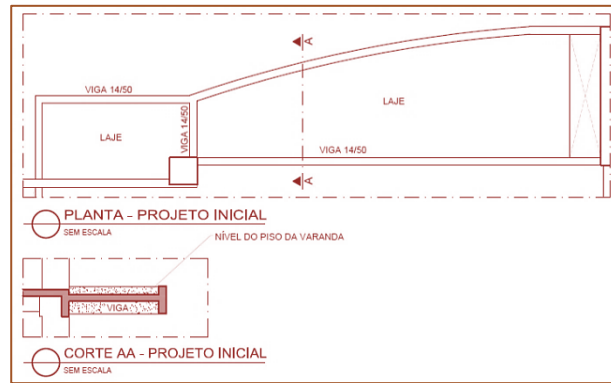 A
VIGA 14/50
LAJE
VIGA 14/50
LAJE
VIGA 14/50
A
PLANTA - PROJETO INICIAL
SEM ESCALA
NÍVEL DO PISO DA VARANDA
VIGA
CORTE AA - PROJETO INICIAL
SEM ESCALA